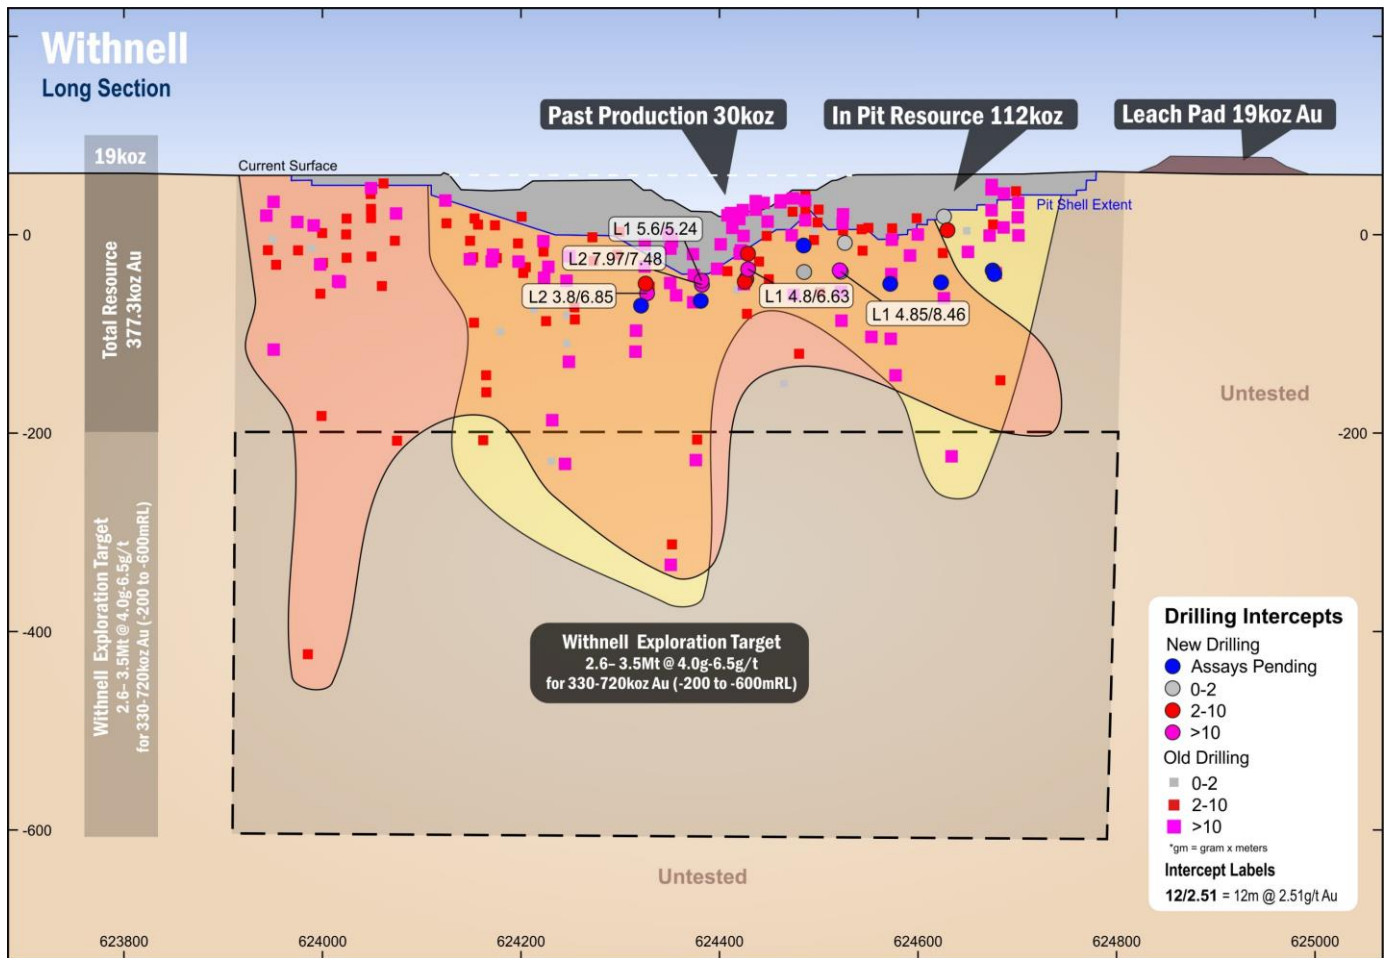 Withnell
Long Section
Past Production 30koz
In Pit Resource 112koz
Leach Pad 19koz Au
19koz
Current Surface
Pit Shell Extent
Total Resource
377.3koz Au
L1 5.6/5.24
L2 7.97/7.48
L2 3.8/6.85
L1 4.8/6.63
L1 4.85/8.46
0
0
-200
-200
-400
-600
Untested
Withnell Exploration Target
2.6– 3.5Mt @ 4.0g-6.5g/t
for 330-720koz Au (-200 to -600mRL)
Withnell Exploration Target
2.6– 3.5Mt @ 4.0g-6.5g/t
for 330-720koz Au (-200 to -600mRL)
Untested
Drilling Intercepts
New Drilling
Assays Pending
0-2
2-10
>10
Old Drilling
0-2
2-10
>10
*gm = gram x meters
Intercept Labels
12/2.51 = 12m @ 2.51g/t Au
623800
624000
624200
624400
624600
624800
625000